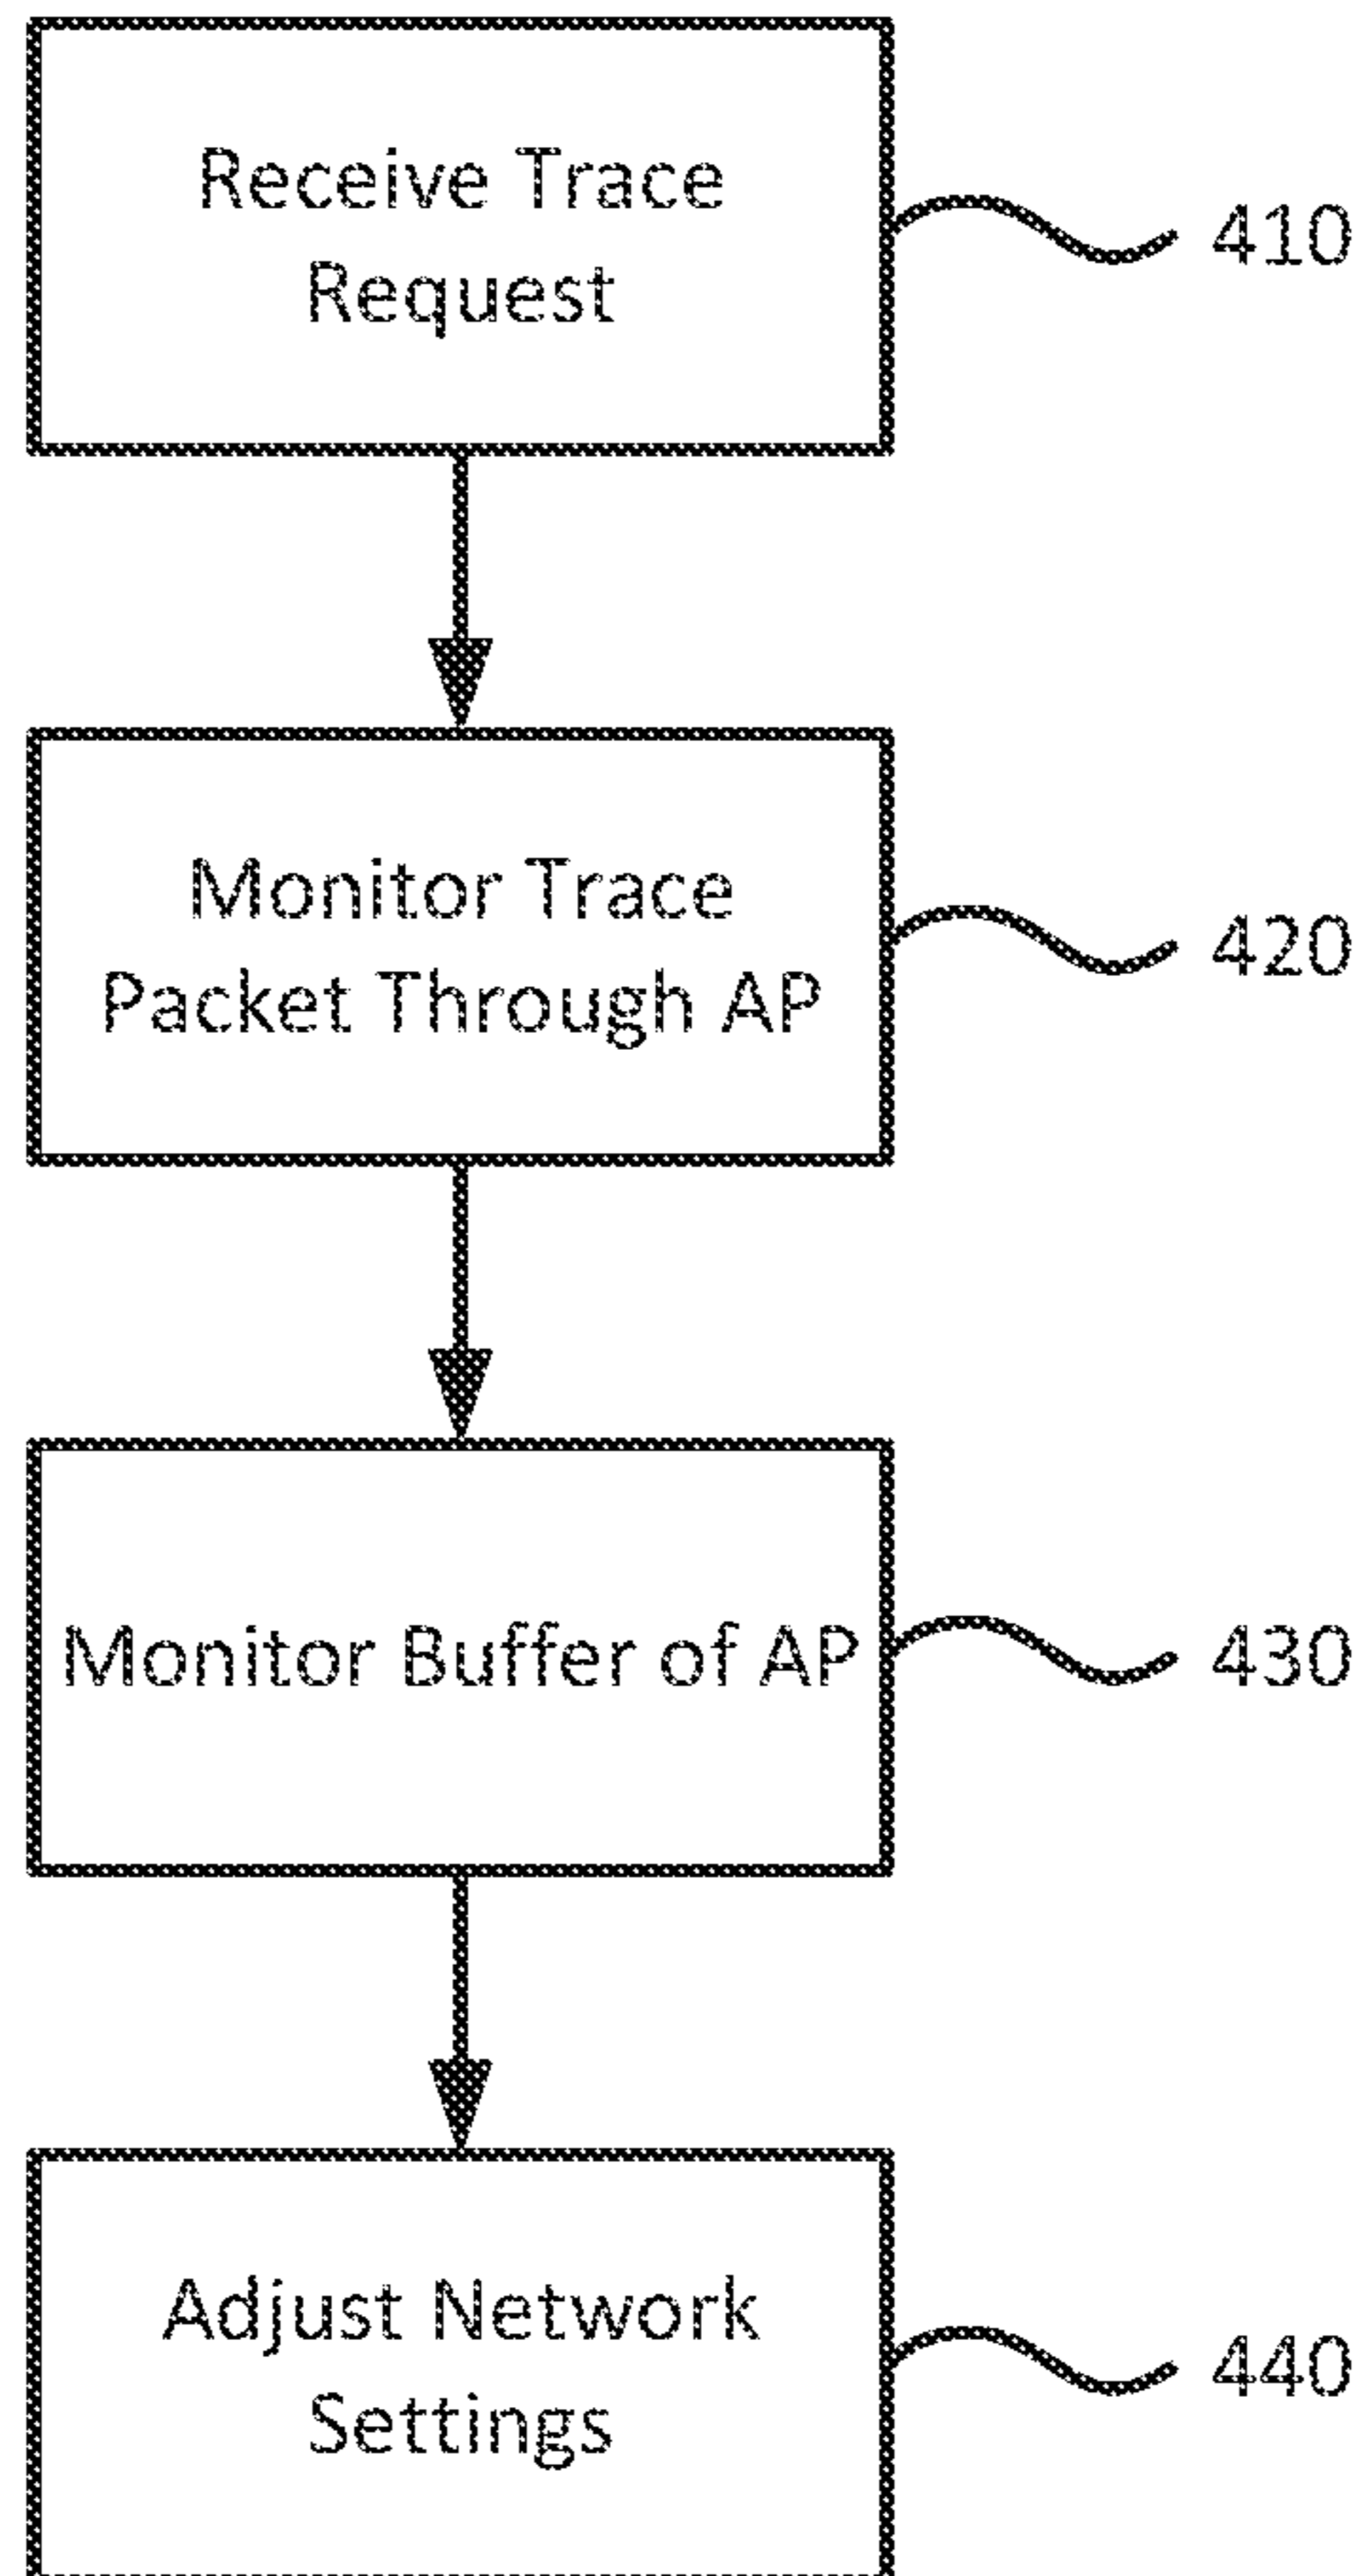 Receive Trace
Request
410
Monitor Trace
Packet Through AP
420
Monitor Buffer of AP
430
Adjust Network
Settings
440